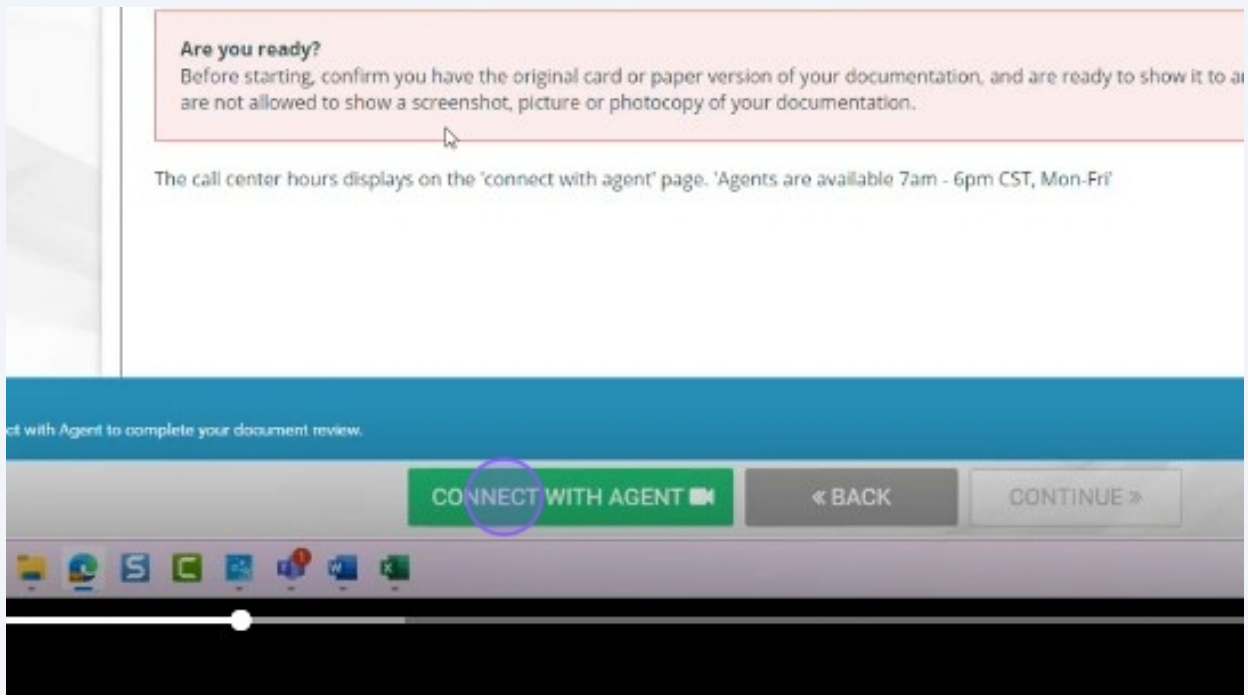 Are you ready?
Before starting, confirm you have the original card or paper version of your documentation, and are ready to show it to
are not allowed to show a screenshot, picture or photocopy of your documentation.
The call center hours displays on the 'connect with agent' page. 'Agents are available 7am - 6pm CST, Mon-Fri'
ct with Agent to complete your document review.
CONNECT WITH AGENT « BACK CONTINUE »
S C 1 W X